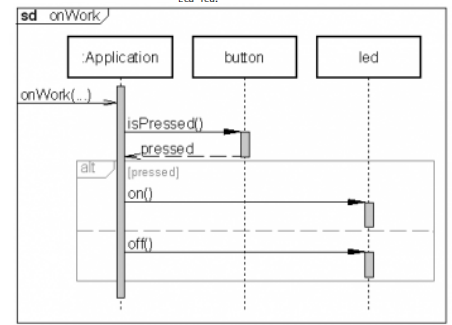 sd onWork
:Application button led
onWork(...)
isPressed()
pressed
alt [pressed]
on()
off()